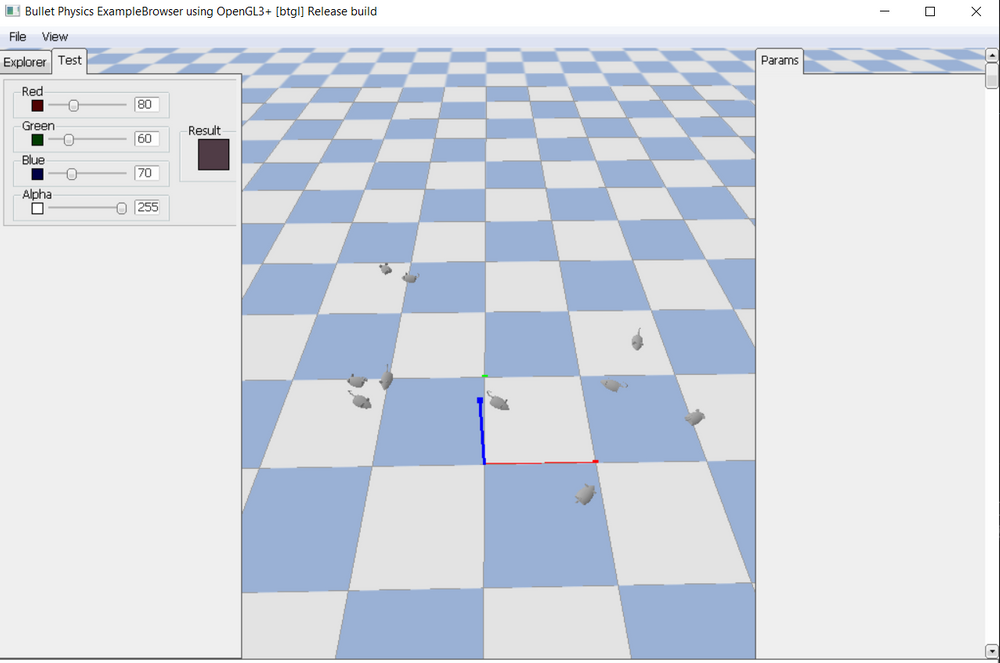 Bullet Physics ExampleBrowser using OpenGL3+ [btgl] Release build
File View
Explorer Test Params
Red
80
Green
60
Result
Blue
70
Alpha
255